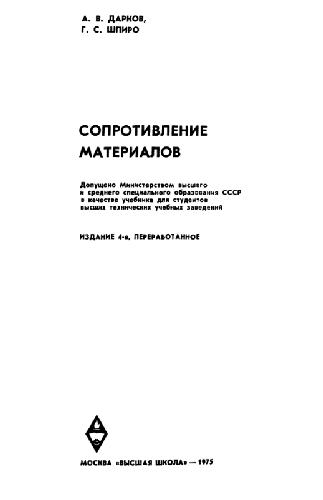 А. В. ДАРКОВ,
Г. С. ШПИРО
СОПРОТИВЛЕНИЕ
МАТЕРИАЛОВ
Допущено Министерством высшего
и среднего специального образования СССР
в качестве учебника для студентов
высших технических учебных заведений
ИЗДАНИЕ 4-е, ПЕРЕРАБОТАННОЕ
МОСКВА «ВЫСШАЯ ШКОЛА» — 1975